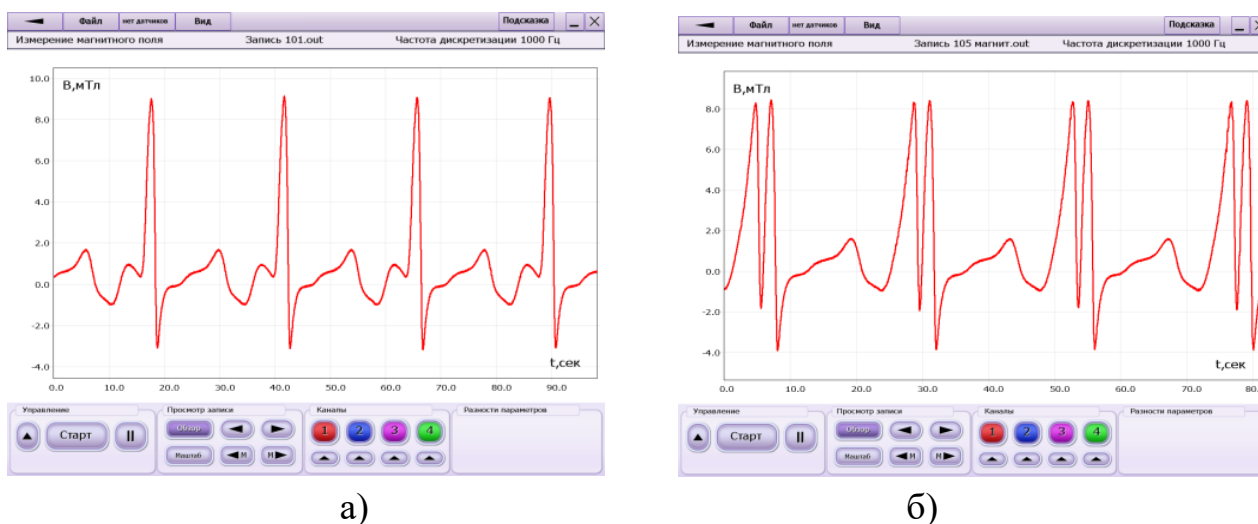 Файл нет датчиков Вид Подсказка
Измерение магнитного поля Запись 101.out Частота дискретизации 1000 Гц
В,мТл
10.0
8.0
6.0
4.0
2.0
0.0
-2.0
-4.0
t,сек
0.0 10.0 20.0 30.0 40.0 50.0 60.0 70.0 80.0 90.0
Управление Просмотр записи Каналы Разности параметров
Старт Обзор 1 2 3 4
Масштаб М М
а)
Файл нет датчиков Вид Подсказка
Измерение магнитного поля Запись 105 магнит.out Частота дискретизации 1000 Гц
В,мТл
8.0
6.0
4.0
2.0
0.0
-2.0
-4.0
t,сек
0.0 10.0 20.0 30.0 40.0 50.0 60.0 70.0 80.
Управление Просмотр записи Каналы Разности параметров
Старт Обзор 1 2 3 4
Масштаб М М
б)